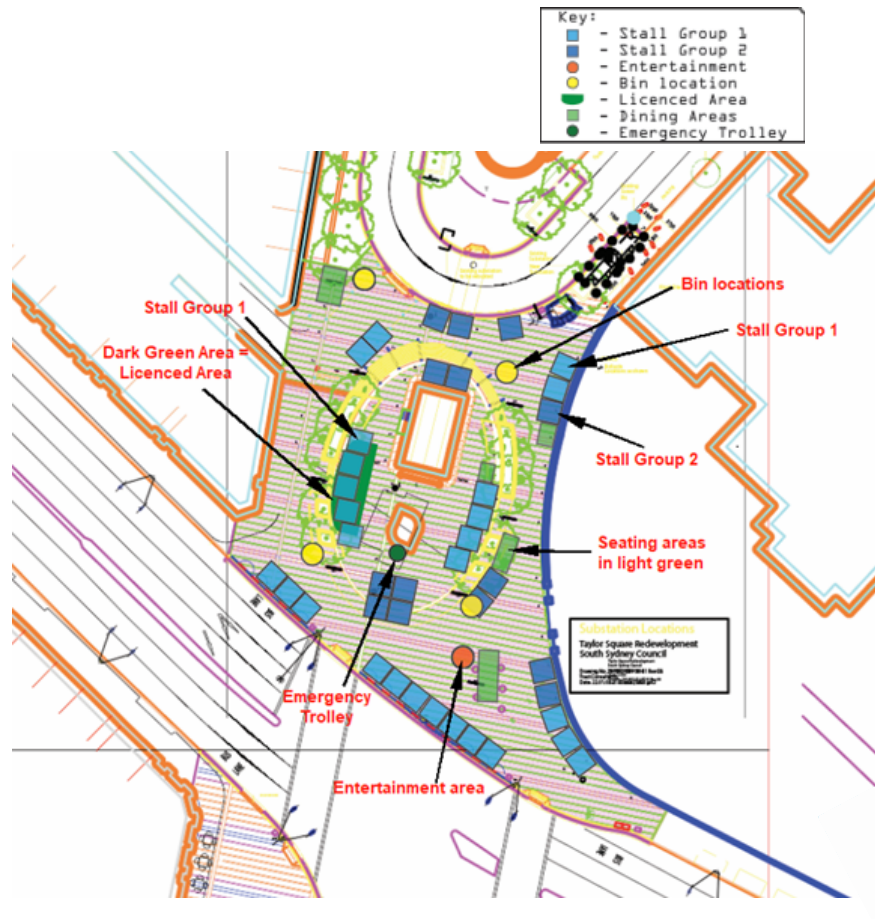 Key:
- Stall Group 1
- Stall Group 2
- Entertainment
- Bin location
- Licenced Area
- Dining Areas
- Emergency Trolley
Bin locations
Stall Group 1
Stall Group 1
Dark Green Area =
Licenced Area
Stall Group 2
Seating areas
in light green
Substation Locations
Taylor Square Redevelopment
South Sydney Council
Emergency
Trolley
Entertainment area